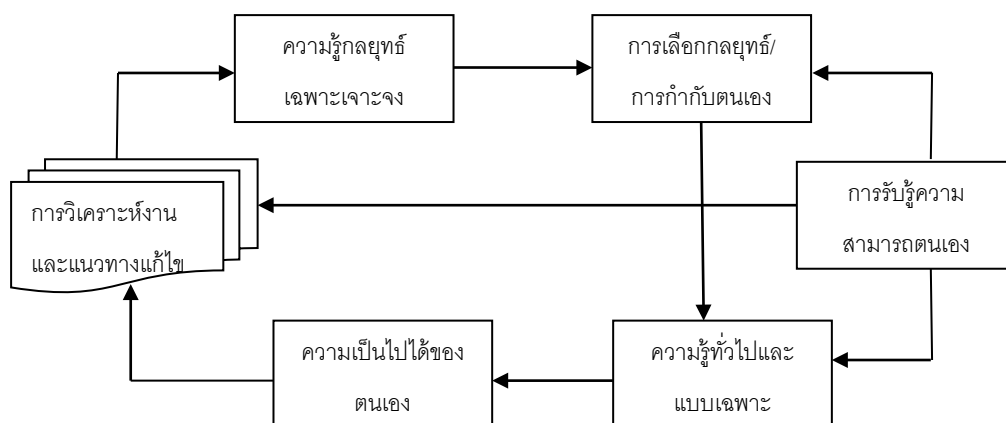 ความรู้กลยุทธ์
เฉพาะเจาะจง
การเลือกกลยุทธ์/
การกำกับตนเอง
การวิเคราะห์งาน
และแนวทางแก้ไข
การรับรู้ความ
สามารถตนเอง
ความเป็นไปได้ของ
ตนเอง
ความรู้ทั่วไปและ
แบบเฉพาะ